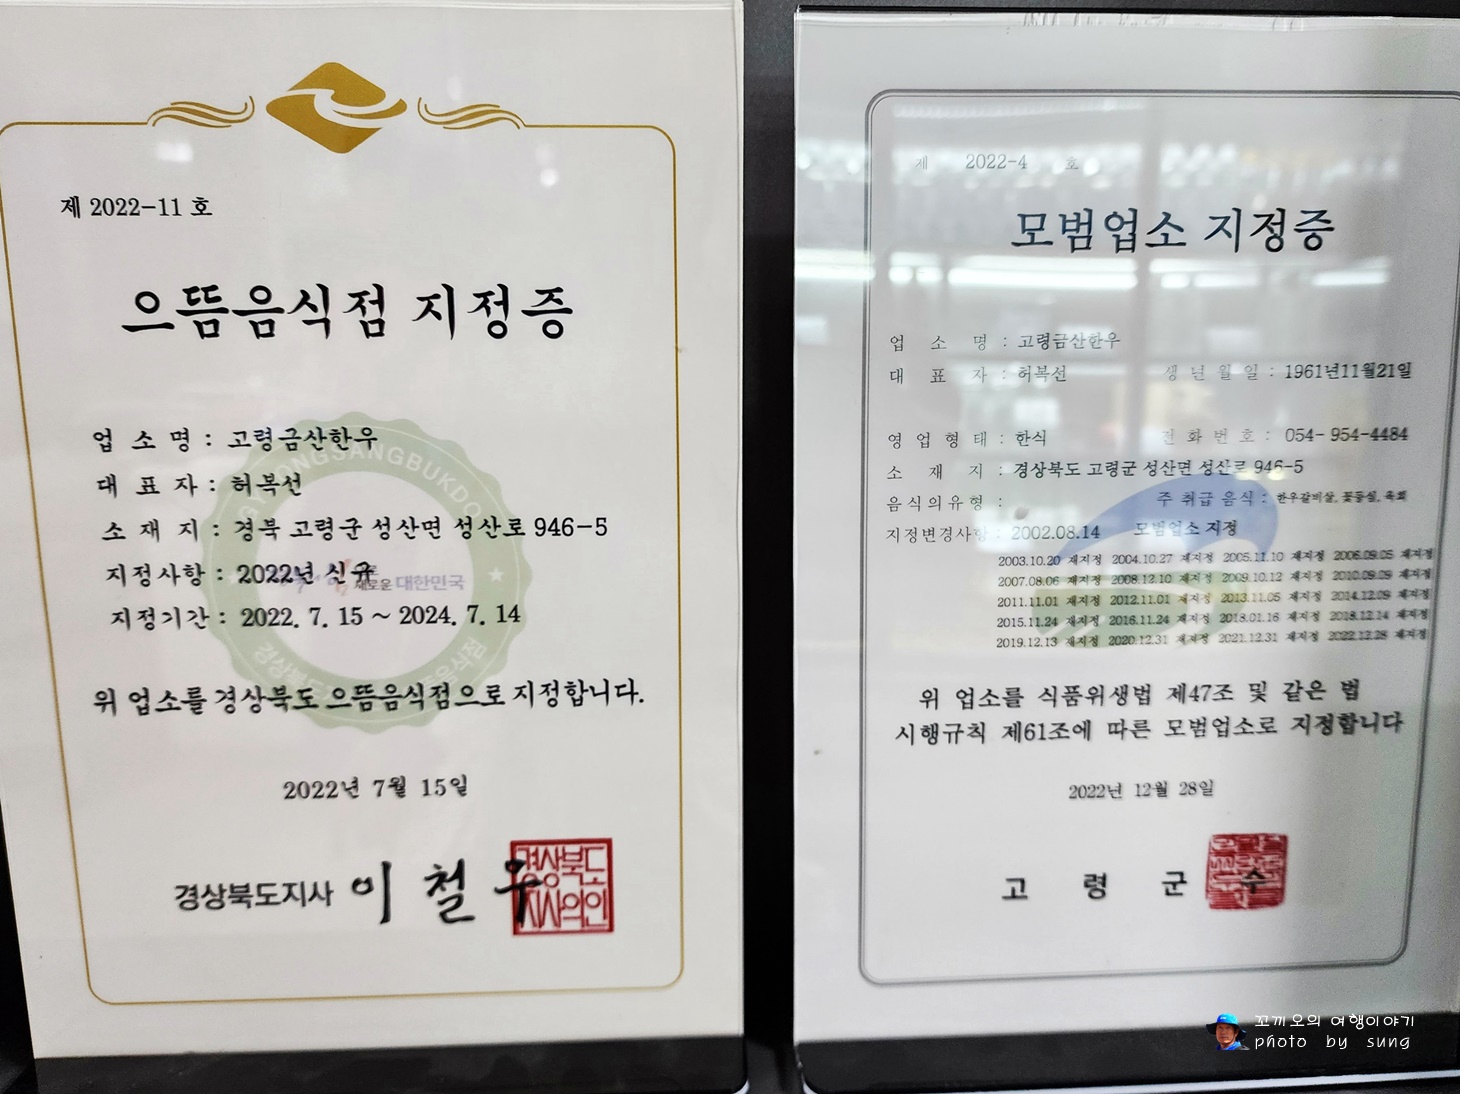 제 2022-11 호
으뜸음식점 지정증
업 소 명 : 고령금산한우
대 표 자 : 허복선
소 재 지 : 경북 고령군 성산면 성산로 946-5
지정사항 : 2022년 신규
지정기간 : 2022. 7. 15 ~ 2024. 7. 14
GYEONGSANGBUKDO
새로운 대한민국
위 업소를 경상북도 으뜸음식점으로 지정합니다.
2022년 7월 15일
경상북도지사 이 철 우
경상북도
지사의인
제 2022-4 호
모범업소 지정증
업 소 명 : 고령금산한우
대 표 자 : 허복선 생 년 월 일 : 1961년11월21일
영 업 형 태 : 한식 전 화 번 호 : 054- 954-4484
소 재 지 : 경상북도 고령군 성산면 성산로 946-5
음식의유형 : 주 취급 음식 : 한우갈비살, 꽃등심, 육회
지정변경사항 : 2002.08.14 모범업소 지정
2003.10.20 재지정 2004.10.27 재지정 2005.11.10 재지정 2006.09.05 재지정
2007.08.06 재지정 2008.12.10 재지정 2009.10.12 재지정 2010.09.09 재지정
2011.11.01 재지정 2012.11.01 재지정 2013.11.05 재지정 2014.12.09 재지정
2015.11.24 재지정 2016.11.24 재지정 2018.01.16 재지정 2018.12.14 재지정
2019.12.13 재지정 2020.12.31 재지정 2021.12.31 재지정 2022.12.28 재지정
위 업소를 식품위생법 제47조 및 같은 법
시행규칙 제61조에 따른 모범업소로 지정합니다
2022년 12월 28일
고 령 군 수
꼬끼오의 여행이야기
photo by sung